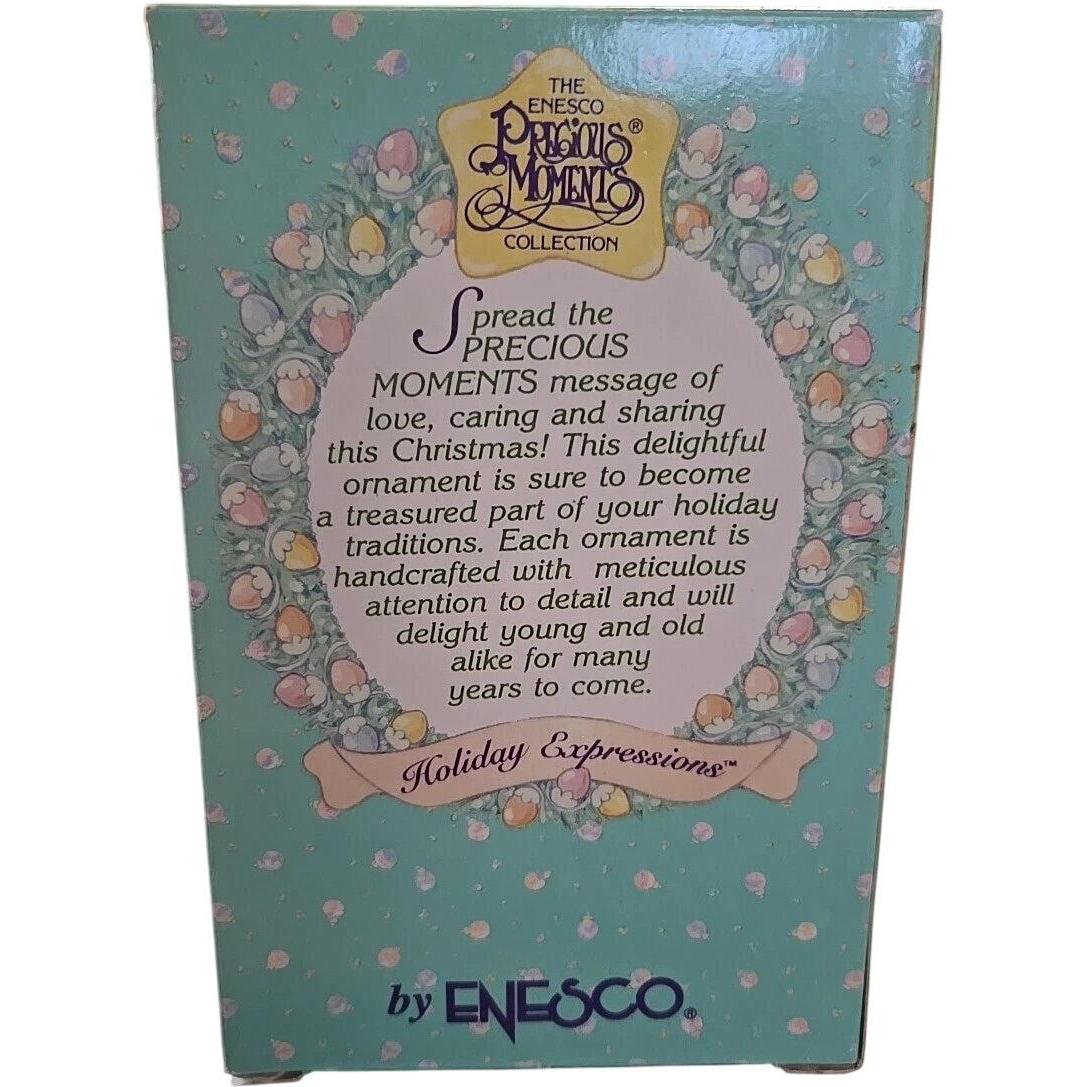 THE
ENESCO
PRECIOUS®
MOMENTS
COLLECTION
Spread the
PRECIOUS
MOMENTS message of
love, caring and sharing
this Christmas! This delightful
ornament is sure to become
a treasured part of your holiday
traditions. Each ornament is
handcrafted with meticulous
attention to detail and will
delight young and old
alike for many
years to come.
Holiday Expressions™
by ENESCO®